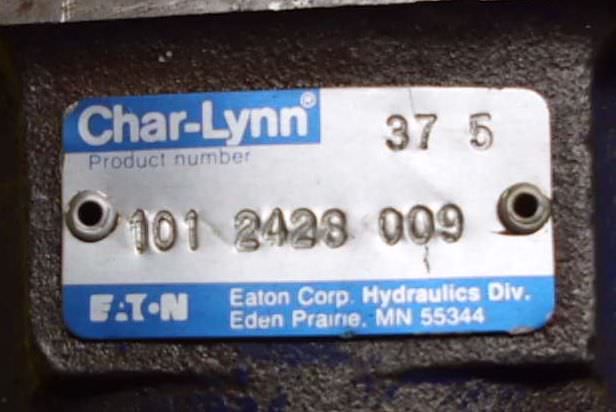 Char-Lynn®
37 5
Product number
101 2428 009
EATON
Eaton Corp. Hydraulics Div.
Eden Prairie, MN 55344